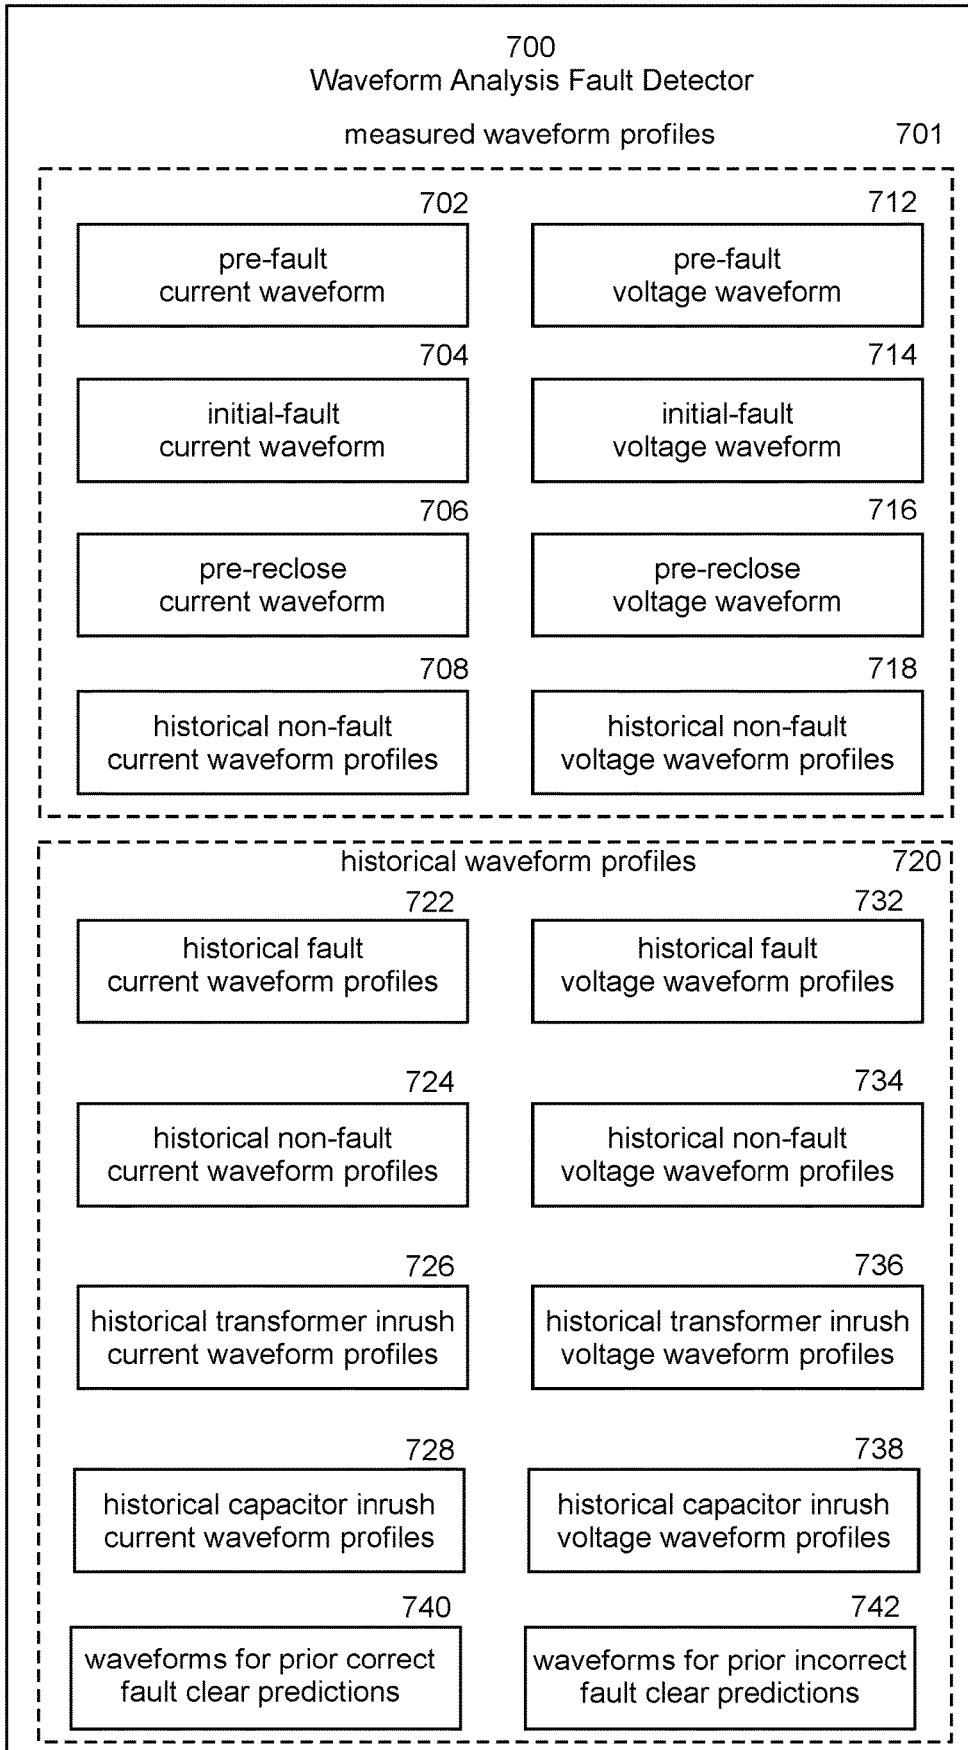 700
Waveform Analysis Fault Detector
measured waveform profiles 701
702
pre-fault
current waveform
712
pre-fault
voltage waveform
704
initial-fault
current waveform
714
initial-fault
voltage waveform
706
pre-reclose
current waveform
716
pre-reclose
voltage waveform
708
historical non-fault
current waveform profiles
718
historical non-fault
voltage waveform profiles
historical waveform profiles 720
722
historical fault
current waveform profiles
732
historical fault
voltage waveform profiles
724
historical non-fault
current waveform profiles
734
historical non-fault
voltage waveform profiles
726
historical transformer inrush
current waveform profiles
736
historical transformer inrush
voltage waveform profiles
728
historical capacitor inrush
current waveform profiles
738
historical capacitor inrush
voltage waveform profiles
740
waveforms for prior correct
fault clear predictions
742
waveforms for prior incorrect
fault clear predictions